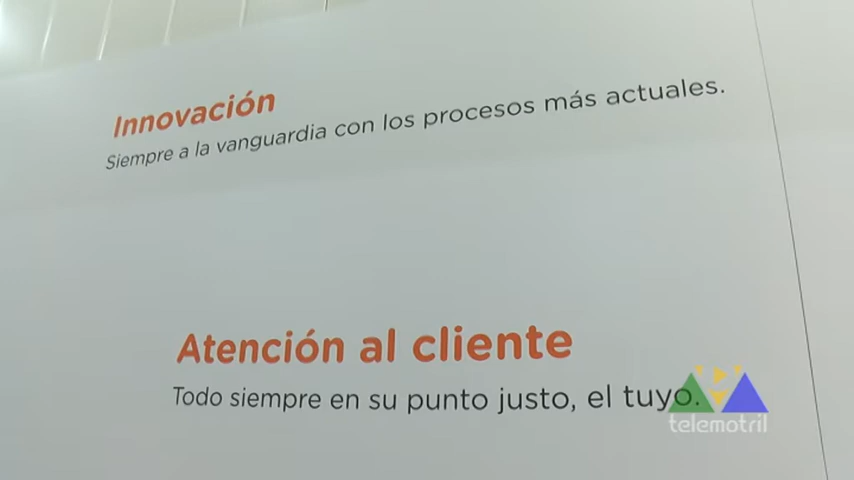 Innovación
Siempre a la vanguardia con los procesos más actuales.
Atención al cliente
Todo siempre en su punto justo, el tuyo.
telemotril